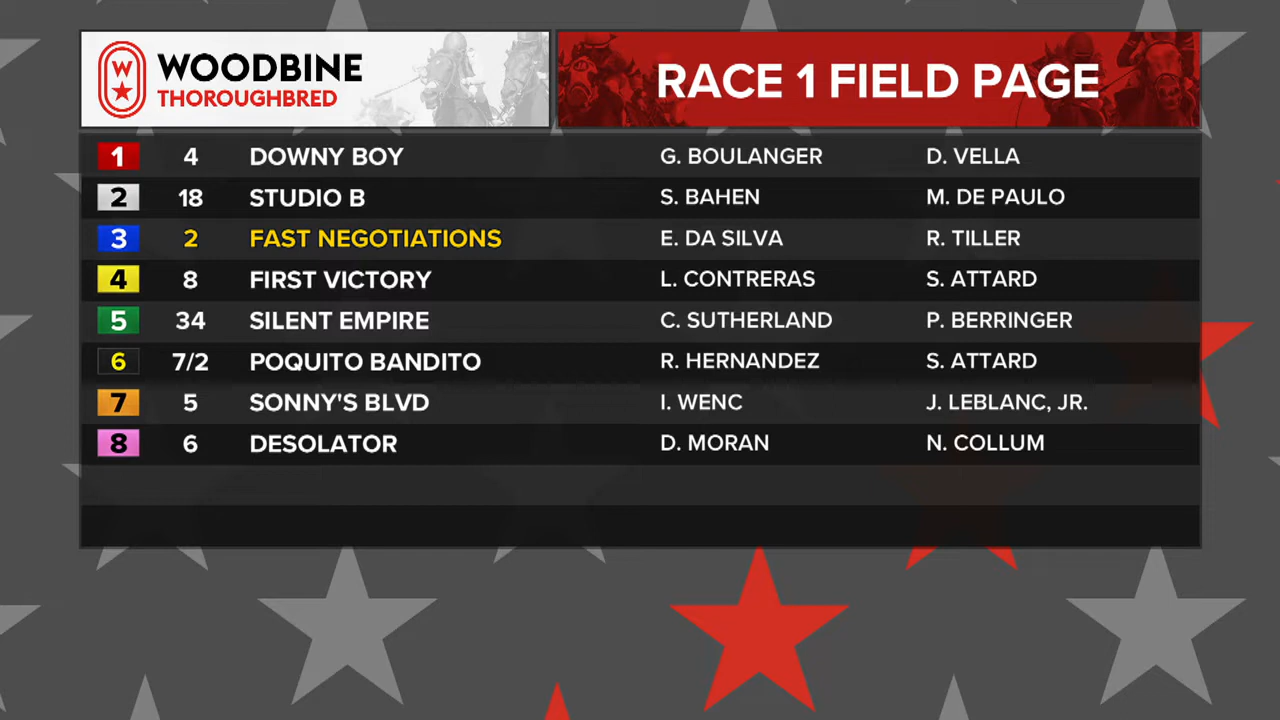 W
WOODBINE
THOROUGHBRED
RACE 1 FIELD PAGE
1 4 DOWNY BOY G. BOULANGER D. VELLA
2 18 STUDIO B S. BAHEN M. DE PAULO
3 2 FAST NEGOTIATIONS E. DA SILVA R. TILLER
4 8 FIRST VICTORY L. CONTRERAS S. ATTARD
5 34 SILENT EMPIRE C. SUTHERLAND P. BERRINGER
6 7/2 POQUITO BANDITO R. HERNANDEZ S. ATTARD
7 5 SONNY'S BLVD I. WENC J. LEBLANC, JR.
8 6 DESOLATOR D. MORAN N. COLLUM